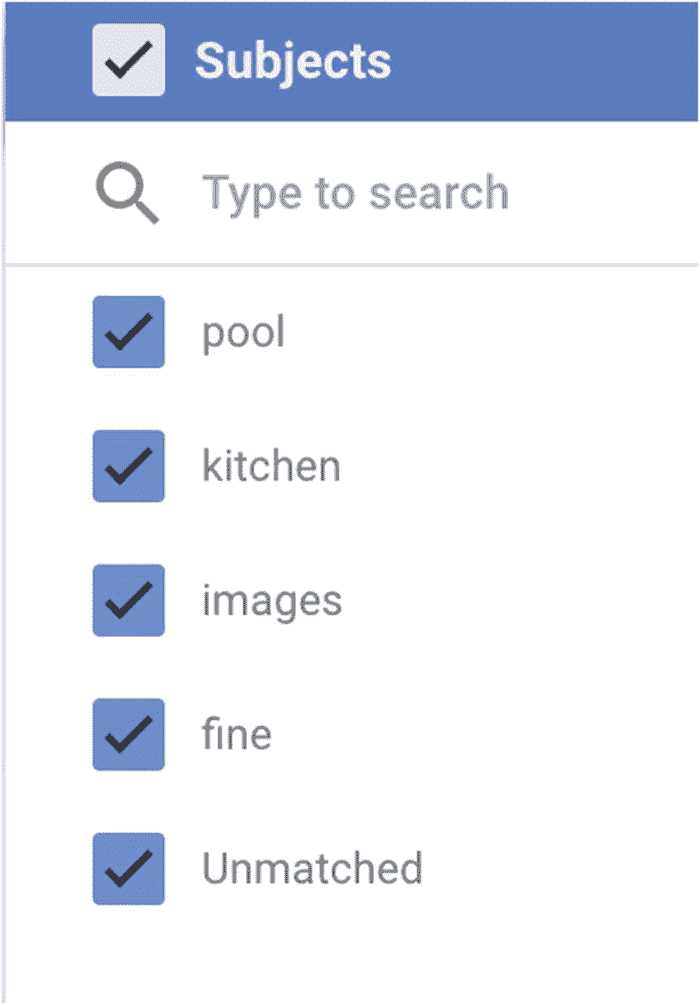 Subjects
Type to search
pool
kitchen
images
fine
Unmatched